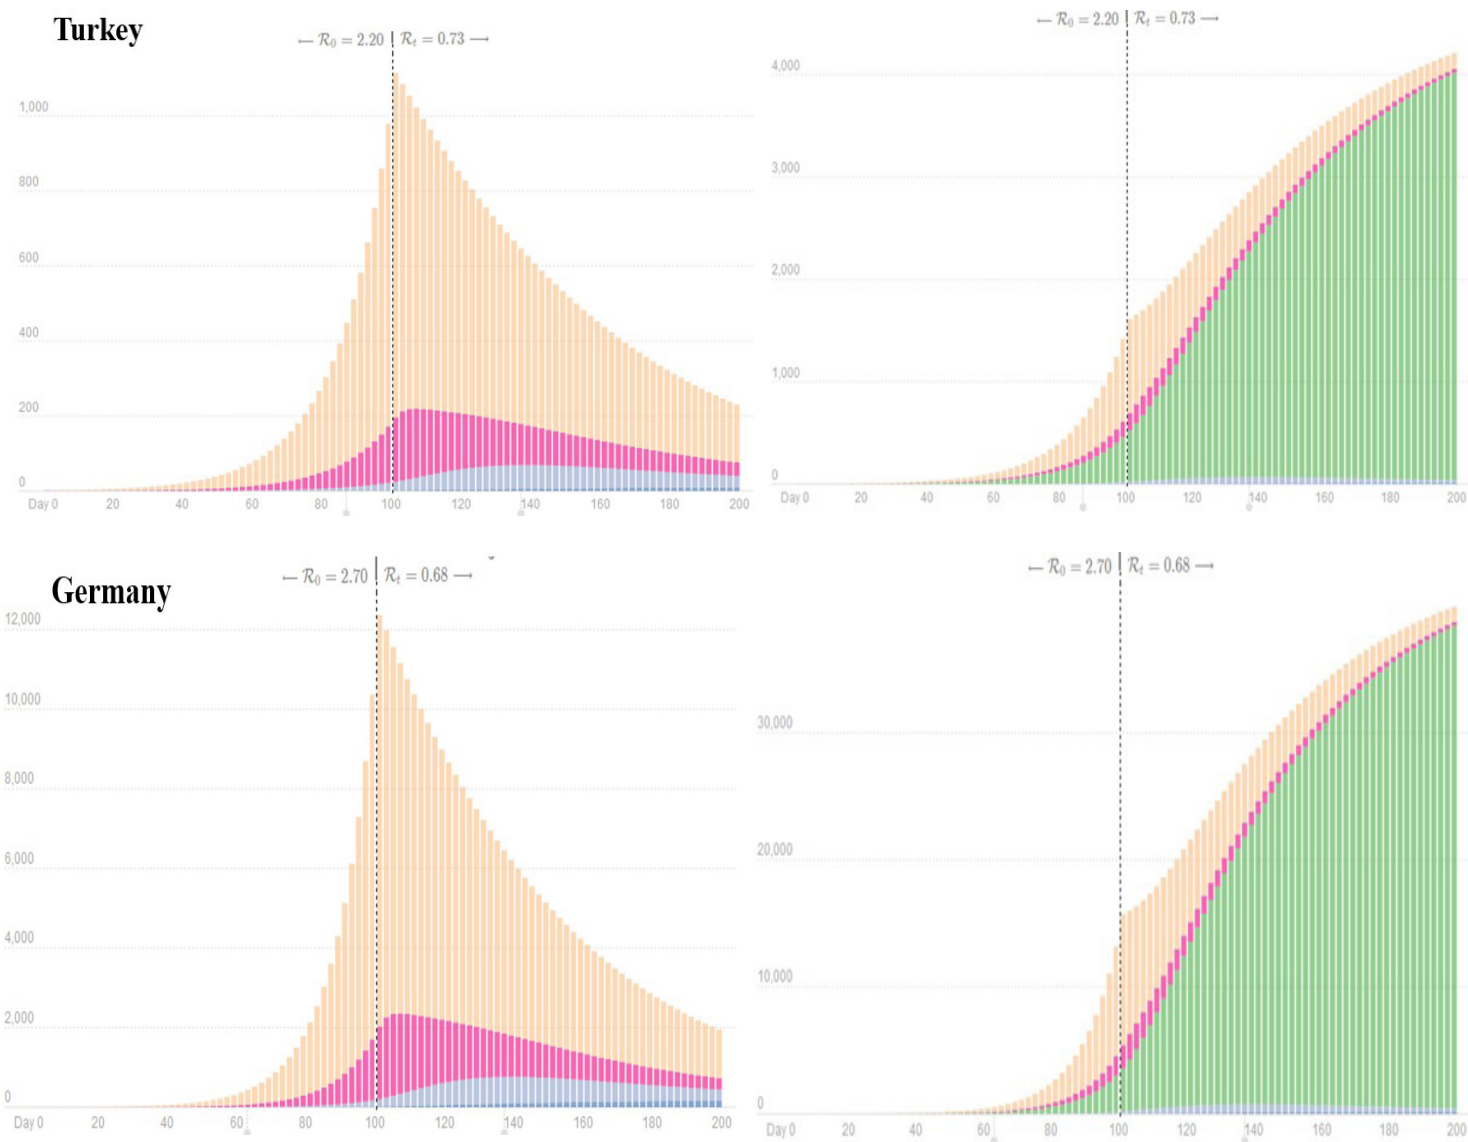 Turkey
← R₀ = 2.20 | Rₜ = 0.73 →
1,000
800
600
400
200
0
Day 0 20 40 60 80 100 120 140 160 180 200
← R₀ = 2.20 | Rₜ = 0.73 →
4,000
3,000
2,000
1,000
0
Day 0 20 40 60 80 100 120 140 160 180 200
Germany
← R₀ = 2.70 | Rₜ = 0.68 →
12,000
10,000
8,000
6,000
4,000
2,000
0
Day 0 20 40 60 80 100 120 140 160 180 200
← R₀ = 2.70 | Rₜ = 0.68 →
30,000
20,000
10,000
0
Day 0 20 40 60 80 100 120 140 160 180 200